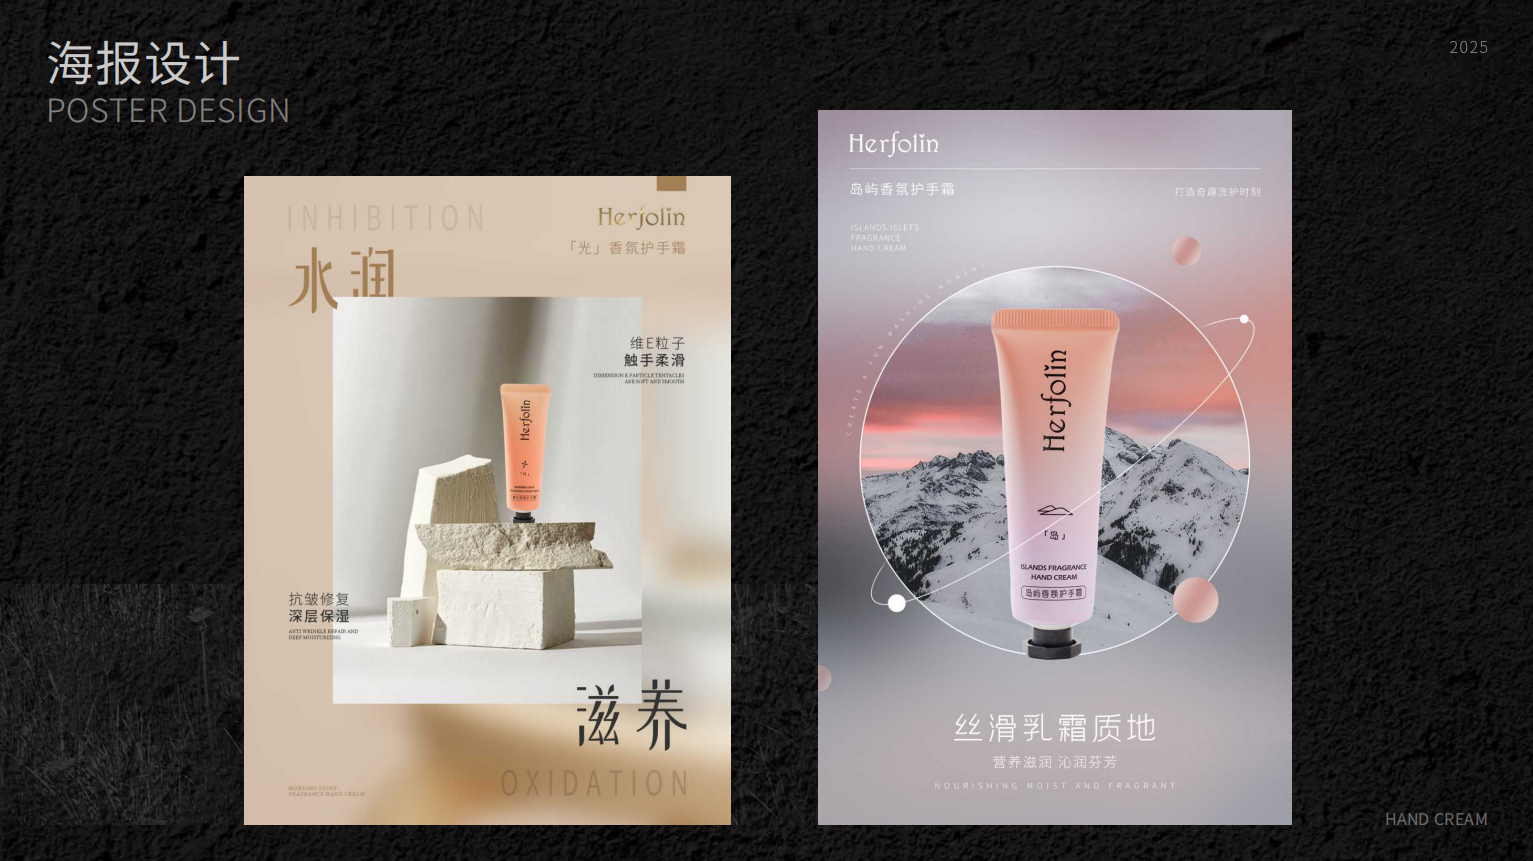 海报设计
POSTER DESIGN
2025
INHIBITION
水润
Herfolin
「光」香氛护手霜
维E粒子
触手柔滑
DIMENSION E PARTICLE TENTACLES
ARE SOFT AND SMOOTH
Herfolin
抗皱修复
深层保湿
ANTI WRINKLE REPAIR AND
DEEP MOISTURIZING
滋养
OXIDATION
MORNING LIGHT
FRAGRANCE HAND CREAM
Herfolin
岛屿香氛护手霜
打造奇趣洗护时刻
ISLANDS ISLETS
FRAGRANCE
HAND CREAM
CREATE A FUN WASHING MOMENT
Herfolin
「岛」
ISLANDS FRAGRANCE
HAND CREAM
岛屿香氛护手霜
丝滑乳霜质地
营养滋润 沁润芬芳
NOURISHING MOIST AND FRAGRANT
HAND CREAM